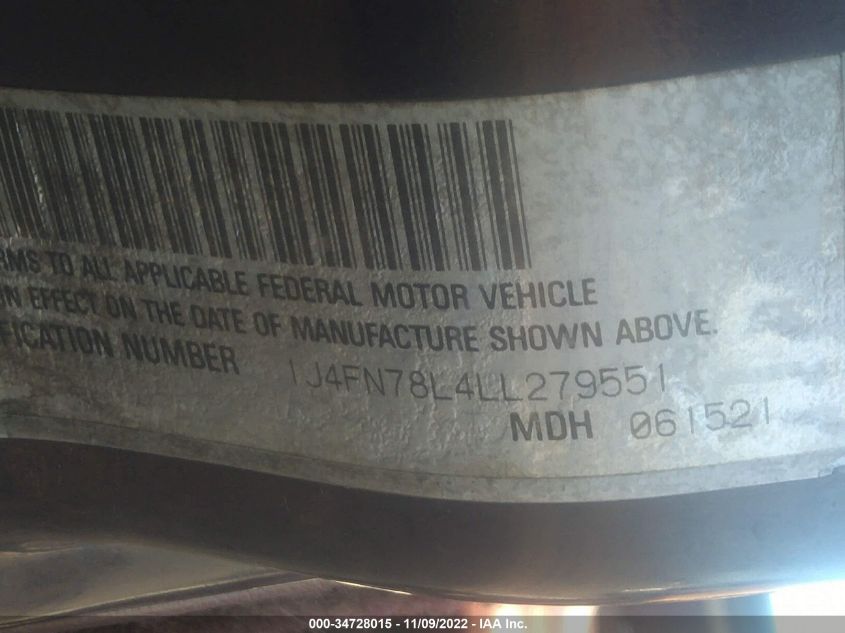 RMS TO ALL APPLICABLE FEDERAL MOTOR VEHICLE
IN EFFECT ON THE DATE OF MANUFACTURE SHOWN ABOVE.
FICATION NUMBER 1J4FN78L4LL279551
MDH 061521
000-34728015 - 11/09/2022 - IAA Inc.